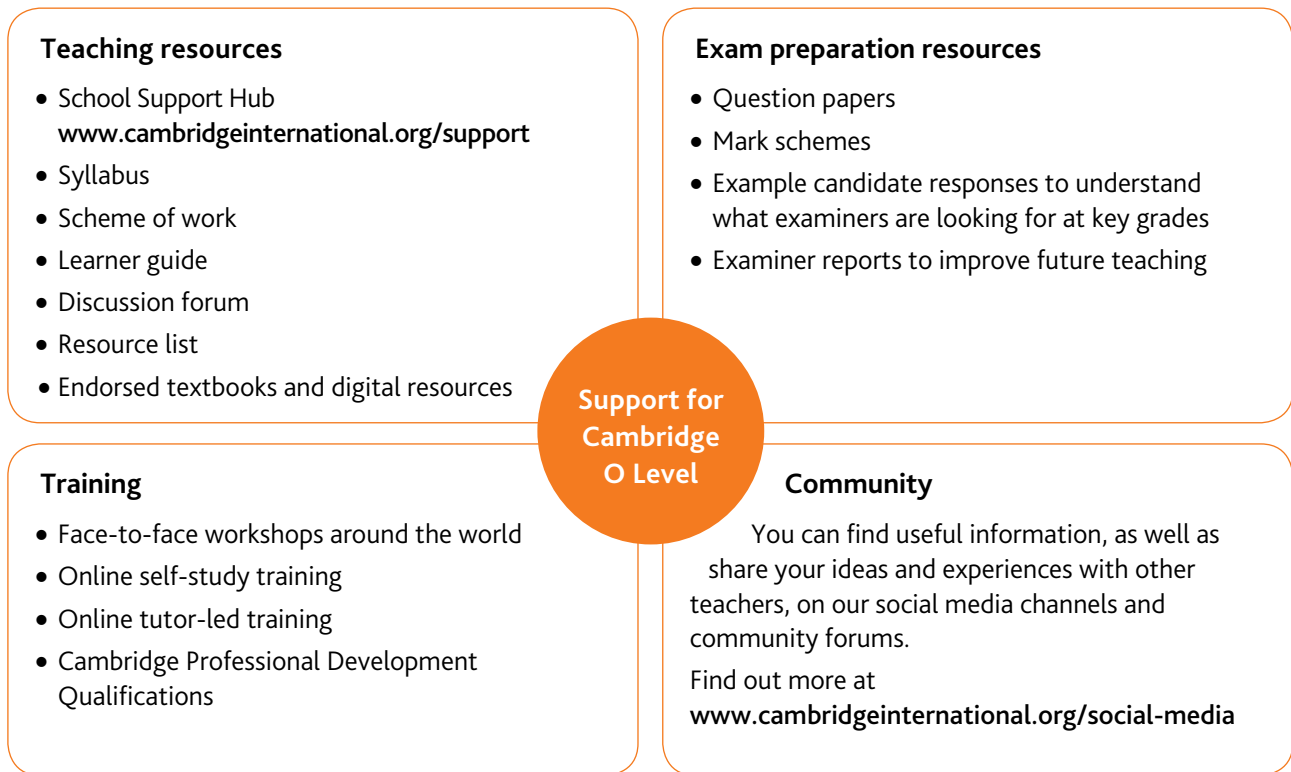 Teaching resources
• School Support Hub
www.cambridgeinternational.org/support
• Syllabus
• Scheme of work
• Learner guide
• Discussion forum
• Resource list
• Endorsed textbooks and digital resources
Exam preparation resources
• Question papers
• Mark schemes
• Example candidate responses to understand
what examiners are looking for at key grades
• Examiner reports to improve future teaching
Support for
Cambridge
O Level
Training
• Face-to-face workshops around the world
• Online self-study training
• Online tutor-led training
• Cambridge Professional Development
Qualifications
Community
You can find useful information, as well as
share your ideas and experiences with other
teachers, on our social media channels and
community forums.
Find out more at
www.cambridgeinternational.org/social-media